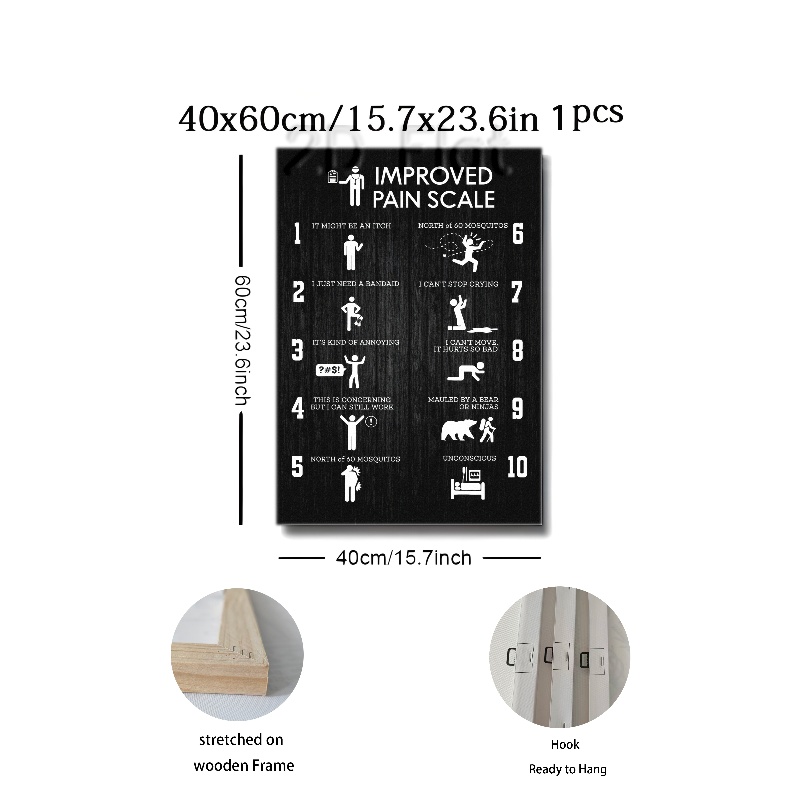 40x60cm/15.7x23.6in 1pcs
2D Flat
IMPROVED
PAIN SCALE
1 IT MIGHT BE AN ITCH
2 I JUST NEED A BANDAID
3 IT'S KIND OF ANNOYING
?#$!
4 THIS IS CONCERNING
BUT I CAN STILL WORK
!
5 NORTH of 60 MOSQUITOS
NORTH of 60 MOSQUITOS 6
I CAN'T STOP CRYING 7
I CAN'T MOVE,
IT HURTS SO BAD 8
MAULED BY A BEAR
OR NINJAS 9
UNCONSCIOUS 10
60cm/23.6inch
40cm/15.7inch
stretched on
wooden Frame
Hook
Ready to Hang